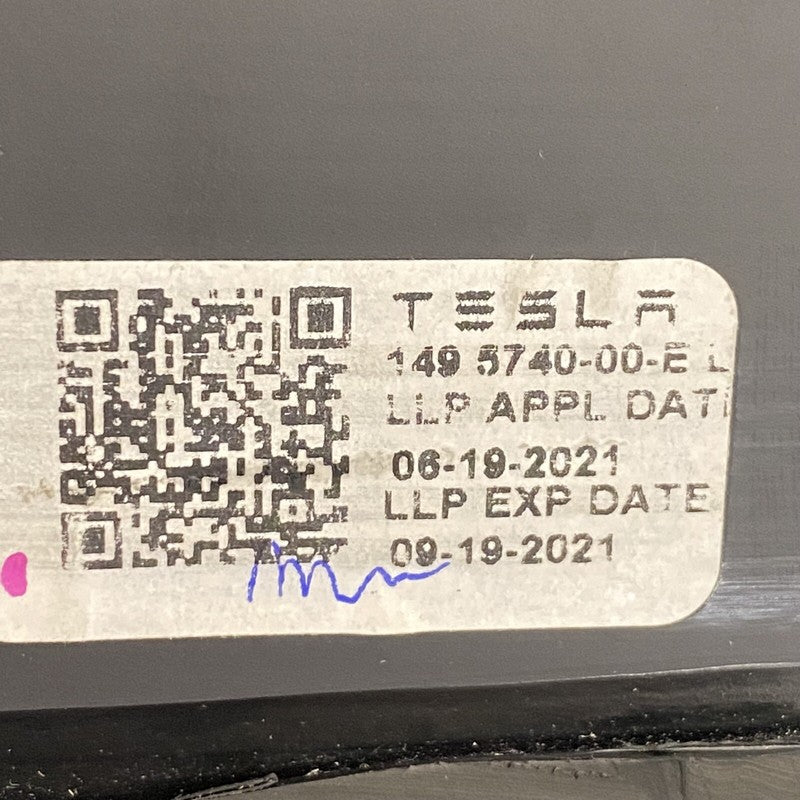 TESLA
149 5740-00-E L
LLP APPL DAT
06-19-2021
LLP EXP DATE
09-19-2021